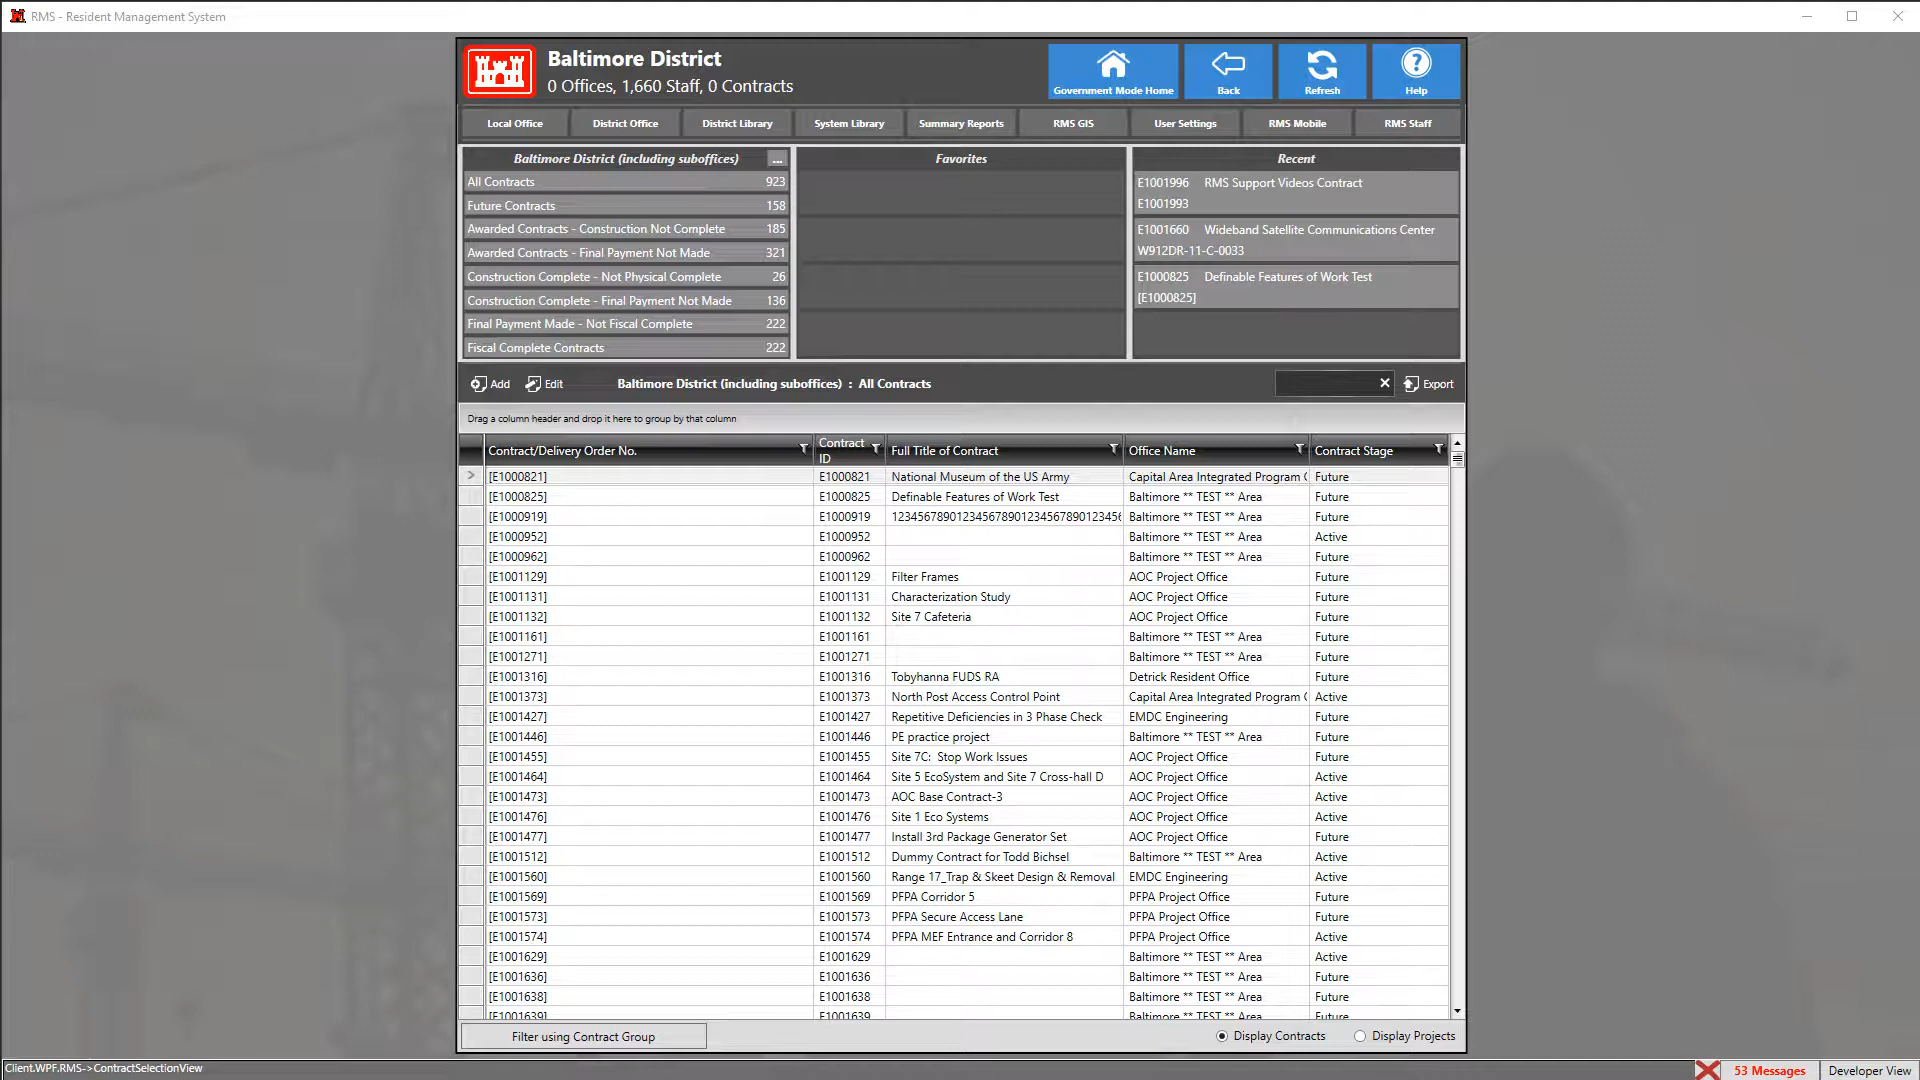 RMS - Resident Management System
Baltimore District
0 Offices, 1,660 Staff, 0 Contracts
Government Mode Home
Back
Refresh
Help
Local Office
District Office
District Library
System Library
Summary Reports
RMS GIS
User Settings
RMS Mobile
RMS Staff
Baltimore District (including suboffices)
...
All Contracts 923
Future Contracts 158
Awarded Contracts - Construction Not Complete 185
Awarded Contracts - Final Payment Not Made 321
Construction Complete - Not Physical Complete 26
Construction Complete - Final Payment Not Made 136
Final Payment Made - Not Fiscal Complete 222
Fiscal Complete Contracts 222
Favorites
Recent
E1001996 RMS Support Videos Contract
E1001993
E1001660 Wideband Satellite Communications Center
W912DR-11-C-0033
E1000825 Definable Features of Work Test
[E1000825]
Add
Edit
Baltimore District (including suboffices) : All Contracts
Export
Drag a column header and drop it here to group by that column
Contract/Delivery Order No. Contract ID Full Title of Contract Office Name Contract Stage
[E1000821] E1000821 National Museum of the US Army Capital Area Integrated Program Future
[E1000825] E1000825 Definable Features of Work Test Baltimore ** TEST ** Area Future
[E1000919] E1000919 123456789012345678901234567890123456 Baltimore ** TEST ** Area Future
[E1000952] E1000952 Baltimore ** TEST ** Area Active
[E1000962] E1000962 Baltimore ** TEST ** Area Future
[E1001129] E1001129 Filter Frames AOC Project Office Future
[E1001131] E1001131 Characterization Study AOC Project Office Future
[E1001132] E1001132 Site 7 Cafeteria AOC Project Office Future
[E1001161] E1001161 Baltimore ** TEST ** Area Future
[E1001271] E1001271 Baltimore ** TEST ** Area Future
[E1001316] E1001316 Tobyhanna FUDS RA Detrick Resident Office Future
[E1001373] E1001373 North Post Access Control Point Capital Area Integrated Program Active
[E1001427] E1001427 Repetitive Deficiencies in 3 Phase Check EMDC Engineering Future
[E1001446] E1001446 PE practice project Baltimore ** TEST ** Area Future
[E1001455] E1001455 Site 7C: Stop Work Issues AOC Project Office Future
[E1001464] E1001464 Site 5 EcoSystem and Site 7 Cross-hall D AOC Project Office Active
[E1001473] E1001473 AOC Base Contract-3 AOC Project Office Active
[E1001476] E1001476 Site 1 Eco Systems AOC Project Office Active
[E1001477] E1001477 Install 3rd Package Generator Set AOC Project Office Future
[E1001512] E1001512 Dummy Contract for Todd Bichsel Baltimore ** TEST ** Area Active
[E1001560] E1001560 Range 17_Trap & Skeet Design & Removal EMDC Engineering Active
[E1001569] E1001569 PFPA Corridor 5 PFPA Project Office Future
[E1001573] E1001573 PFPA Secure Access Lane PFPA Project Office Future
[E1001574] E1001574 PFPA MEF Entrance and Corridor 8 PFPA Project Office Active
[E1001629] E1001629 Baltimore ** TEST ** Area Active
[E1001636] E1001636 Baltimore ** TEST ** Area Future
[E1001638] E1001638 Baltimore ** TEST ** Area Future
[E1001639] E1001639 Baltimore ** TEST ** Area Future
Filter using Contract Group
Display Contracts
Display Projects
Client.WPF.RMS->ContractSelectionView
53 Messages
Developer View